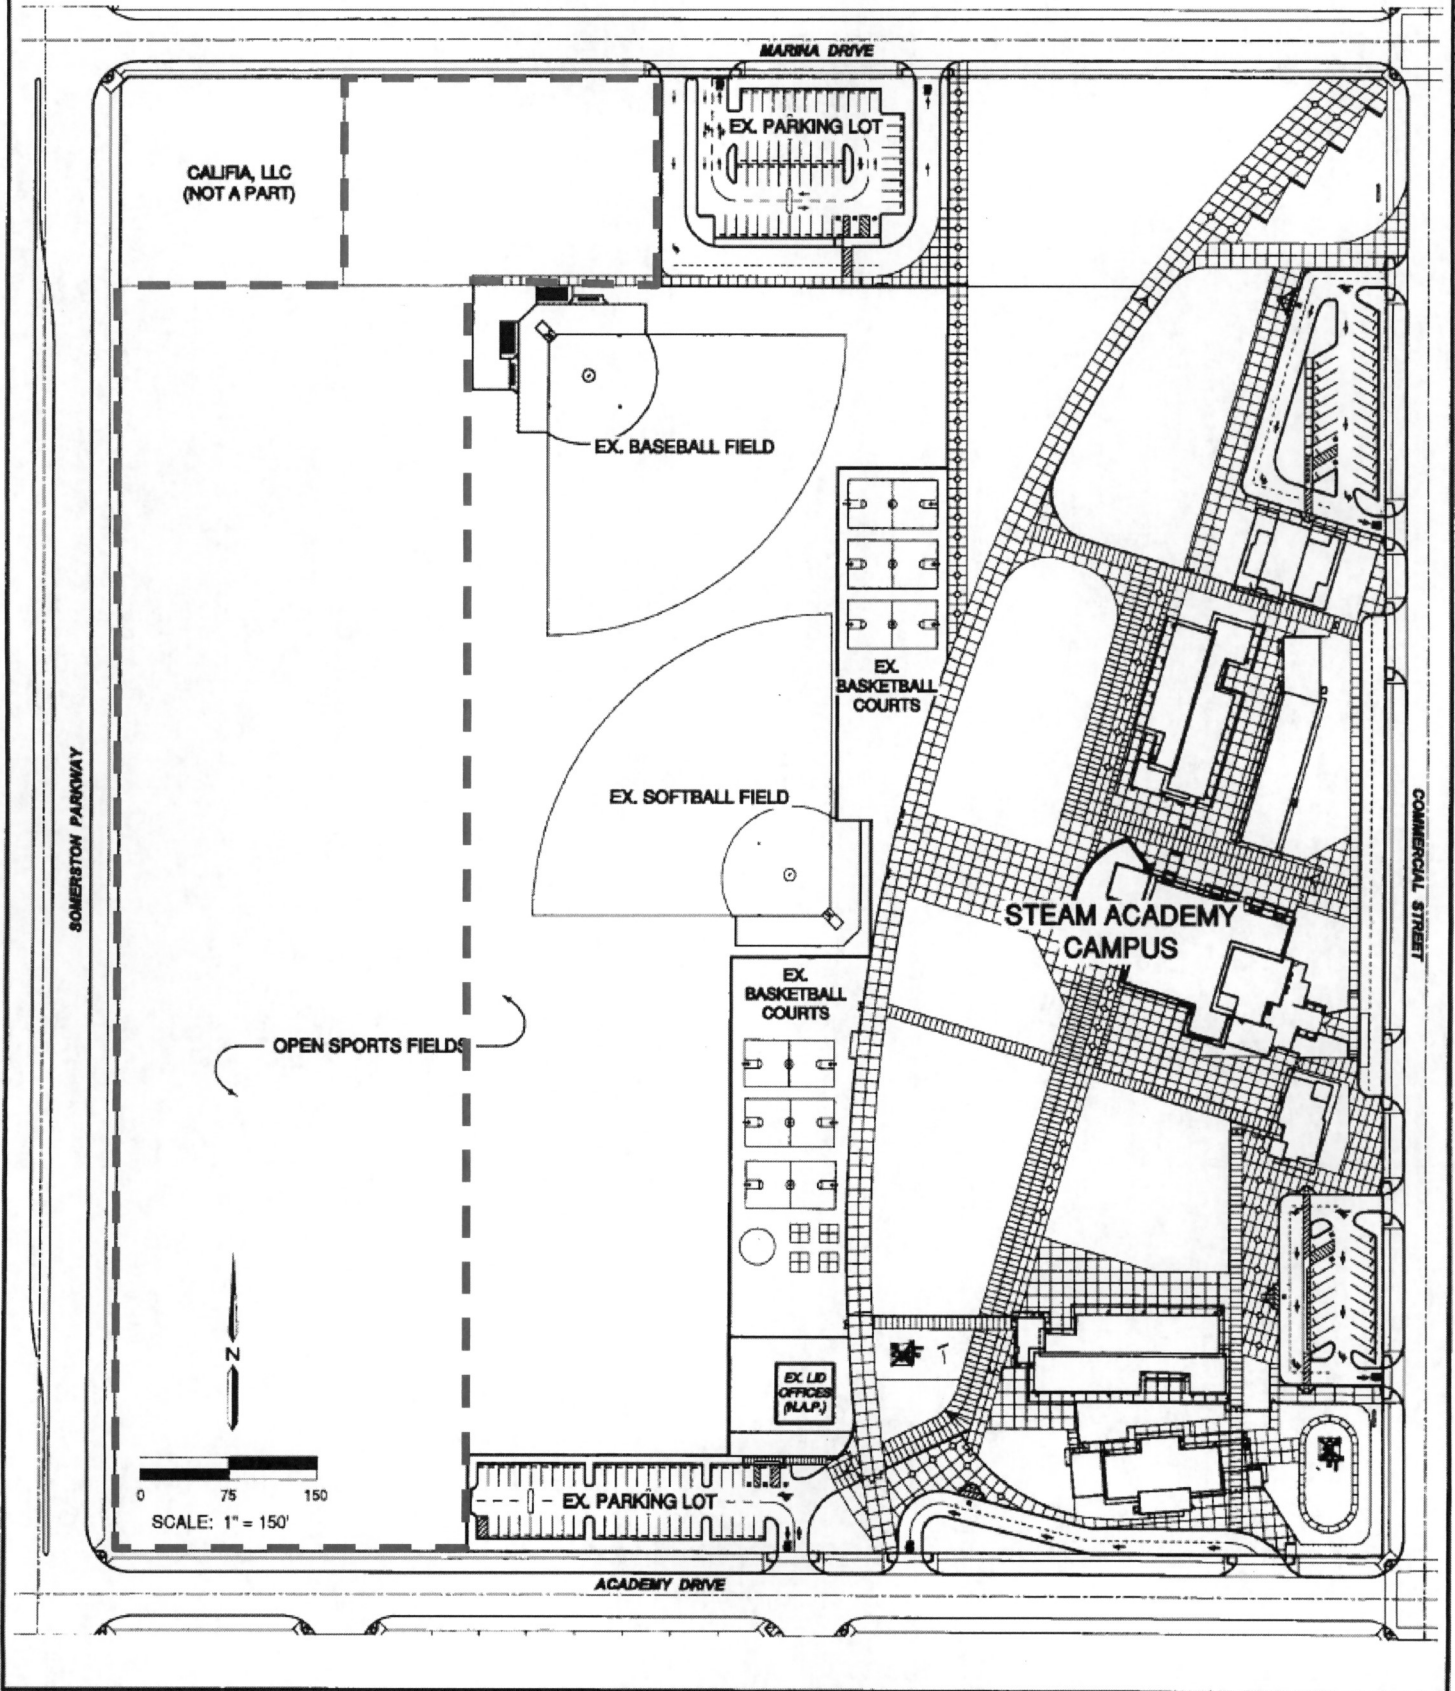 MARINA DRIVE
EX. PARKING LOT
CALIFIA, LLC
(NOT A PART)
EX. BASEBALL FIELD
EX.
BASKETBALL
COURTS
SOMERSTON PARKWAY
EX. SOFTBALL FIELD
COMMERCIAL STREET
STEAM ACADEMY
CAMPUS
EX.
BASKETBALL
COURTS
OPEN SPORTS FIELDS
N
EX. LID
OFFICES
(N.A.P.)
0 75 150
SCALE: 1" = 150'
EX. PARKING LOT
ACADEMY DRIVE